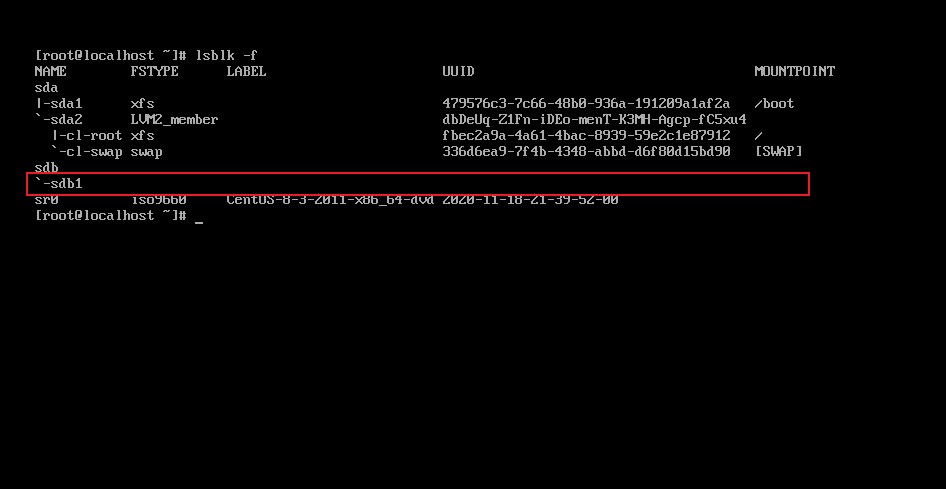 [root@localhost ~]# lsblk -f
NAME FSTYPE LABEL UUID MOUNTPOINT
sda
|-sda1 xfs 479576c3-7c66-48b0-936a-191209a1af2a /boot
`-sda2 LVM2_member dbDeUq-Z1Fn-iDEo-menT-K3MH-Agcp-fC5xu4
|-cl-root xfs fbec2a9a-4a61-4bac-8939-59e2c1e87912 /
`-cl-swap swap 336d6ea9-7f4b-4348-abbd-d6f80d15bd90 [SWAP]
sdb
`-sdb1
sr0 iso9660 CentOS-8-3-2011-x86_64-dvd 2020-11-18-21-39-52-00
[root@localhost ~]# _